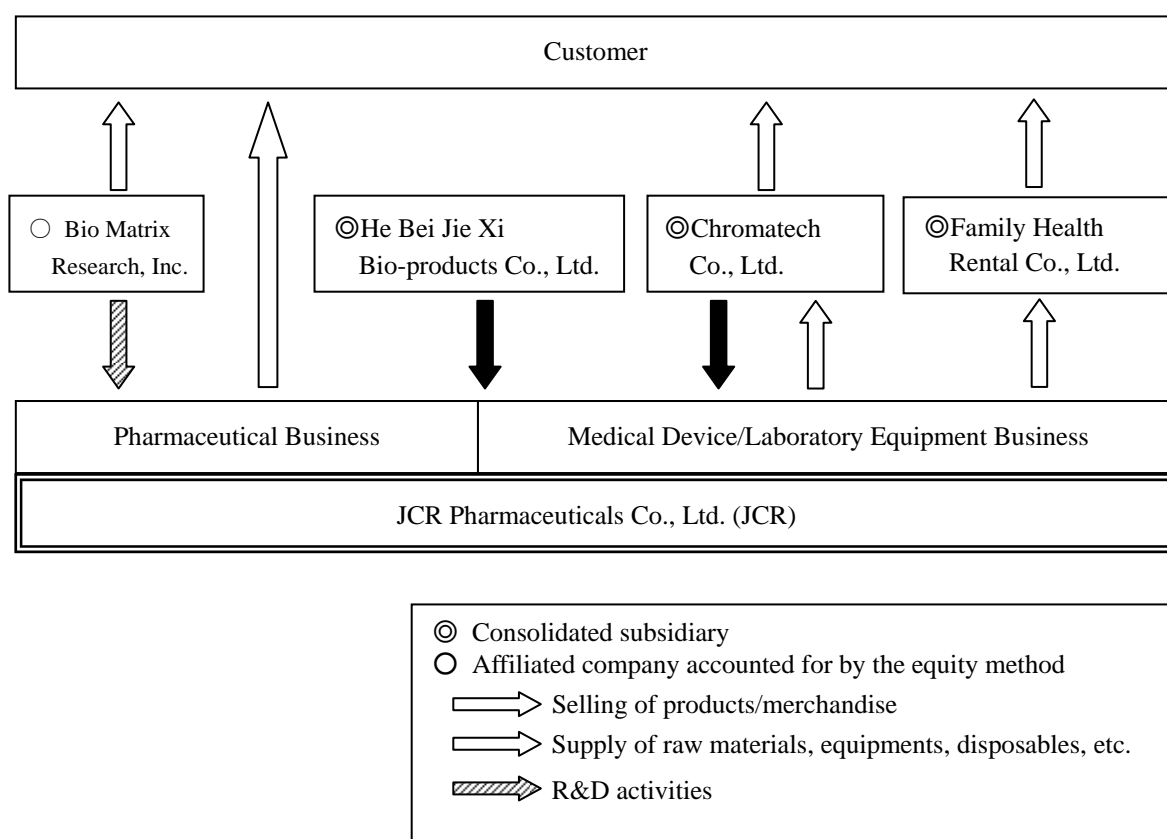 Customer
○ Bio Matrix
Research, Inc.
◎He Bei Jie Xi
Bio-products Co., Ltd.
◎Chromatech
Co., Ltd.
◎Family Health
Rental Co., Ltd.
Pharmaceutical Business
Medical Device/Laboratory Equipment Business
JCR Pharmaceuticals Co., Ltd. (JCR)
◎ Consolidated subsidiary
○ Affiliated company accounted for by the equity method
Selling of products/merchandise
Supply of raw materials, equipments, disposables, etc.
R&D activities